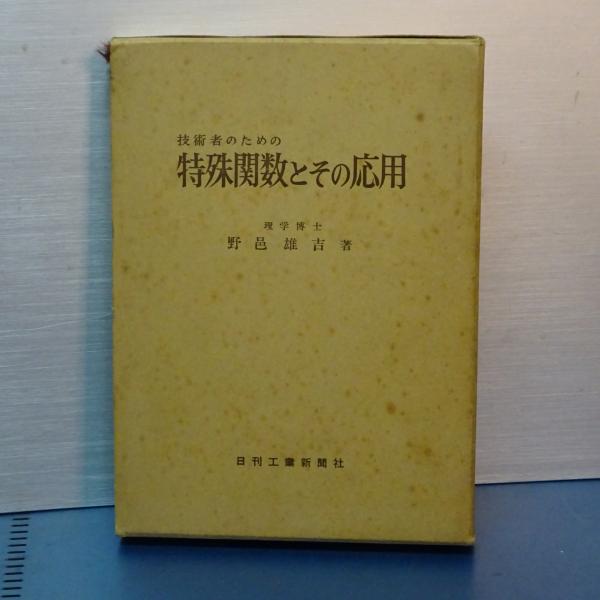 技術者のための
特殊関数とその応用
理学博士
野邑雄吉 著
日刊工業新聞社